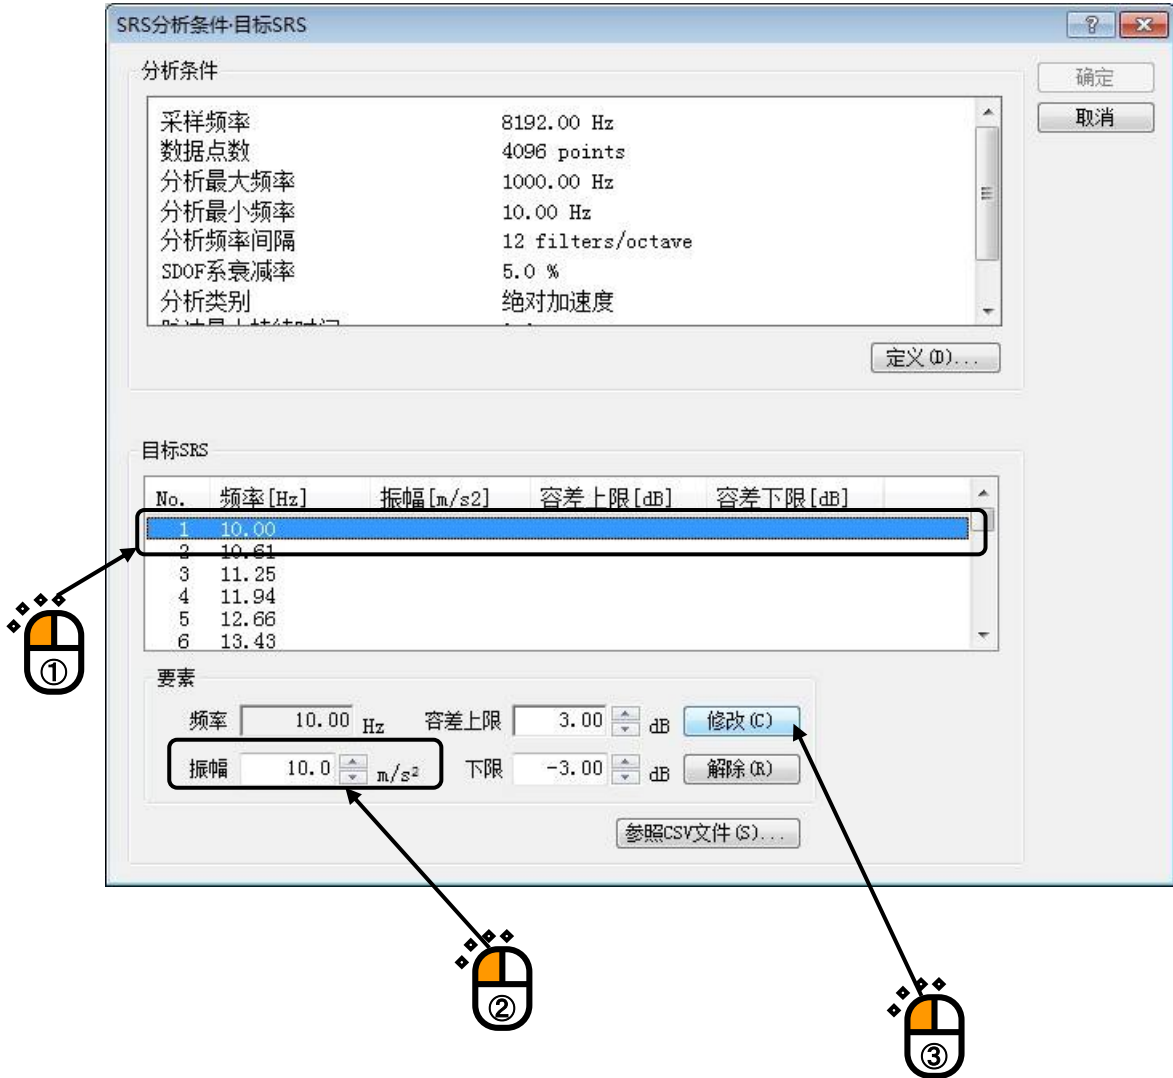 SRS分析条件·目标SRS
分析条件
确定
取消
采样频率 8192.00 Hz
数据点数 4096 points
分析最大频率 1000.00 Hz
分析最小频率 10.00 Hz
分析频率间隔 12 filters/octave
SDOF系衰减率 5.0 %
分析类别 绝对加速度
定义(D)...
目标SRS
No. 频率[Hz] 振幅[m/s2] 容差上限[dB] 容差下限[dB]
1 10.00
2 10.61
3 11.25
4 11.94
5 12.66
6 13.43
①
要素
频率 10.00 Hz 容差上限 3.00 dB 修改(C)
振幅 10.0 m/s² 下限 -3.00 dB 解除(R)
参照CSV文件(S)...
②
③